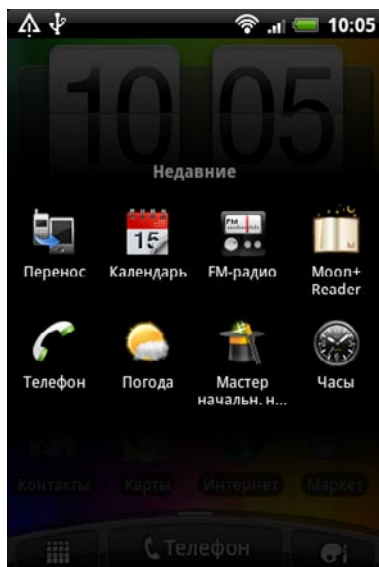 10:05
10 05
Недавние
Перенос Календарь FM-радио Moon+ Reader
Телефон Погода Мастер начальн. н... Часы
Контакты Карты Интернет Маркет
Телефон